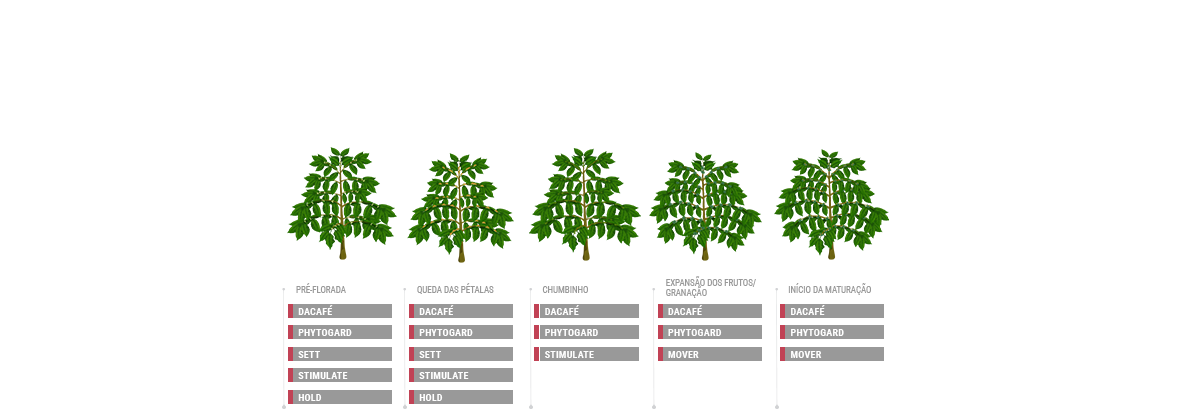 PRÉ-FLORADA
DACAFÉ
PHYTOGARD
SETT
STIMULATE
HOLD
QUEDA DAS PÉTALAS
DACAFÉ
PHYTOGARD
SETT
STIMULATE
HOLD
CHUMBINHO
DACAFÉ
PHYTOGARD
STIMULATE
EXPANSÃO DOS FRUTOS/
GRANAÇÃO
DACAFÉ
PHYTOGARD
MOVER
INÍCIO DA MATURAÇÃO
DACAFÉ
PHYTOGARD
MOVER